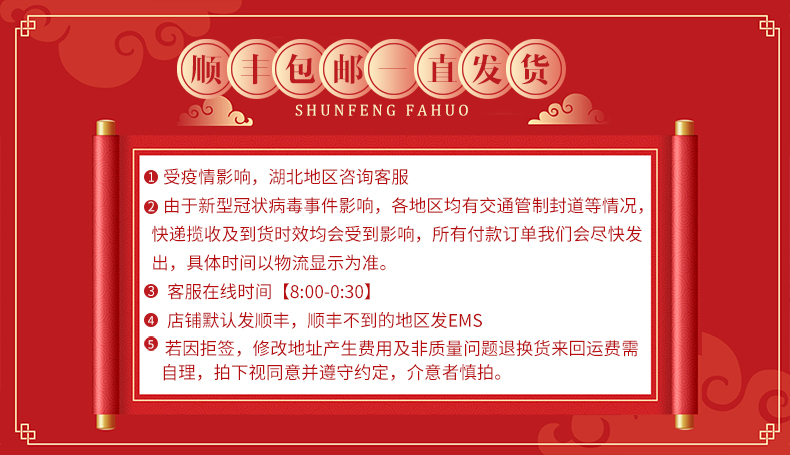 顺丰包邮一直发货
SHUNFENG FAHUO
1 受疫情影响，湖北地区咨询客服
2 由于新型冠状病毒事件影响，各地区均有交通管制封道等情况，
快递揽收及到货时效均会受到影响，所有付款订单我们会尽快发
出，具体时间以物流显示为准。
3 客服在线时间【8:00-0:30】
4 店铺默认发顺丰，顺丰不到的地区发EMS
5 若因拒签，修改地址产生费用及非质量问题退换货来回运费需
自理，拍下视同意并遵守约定，介意者慎拍。